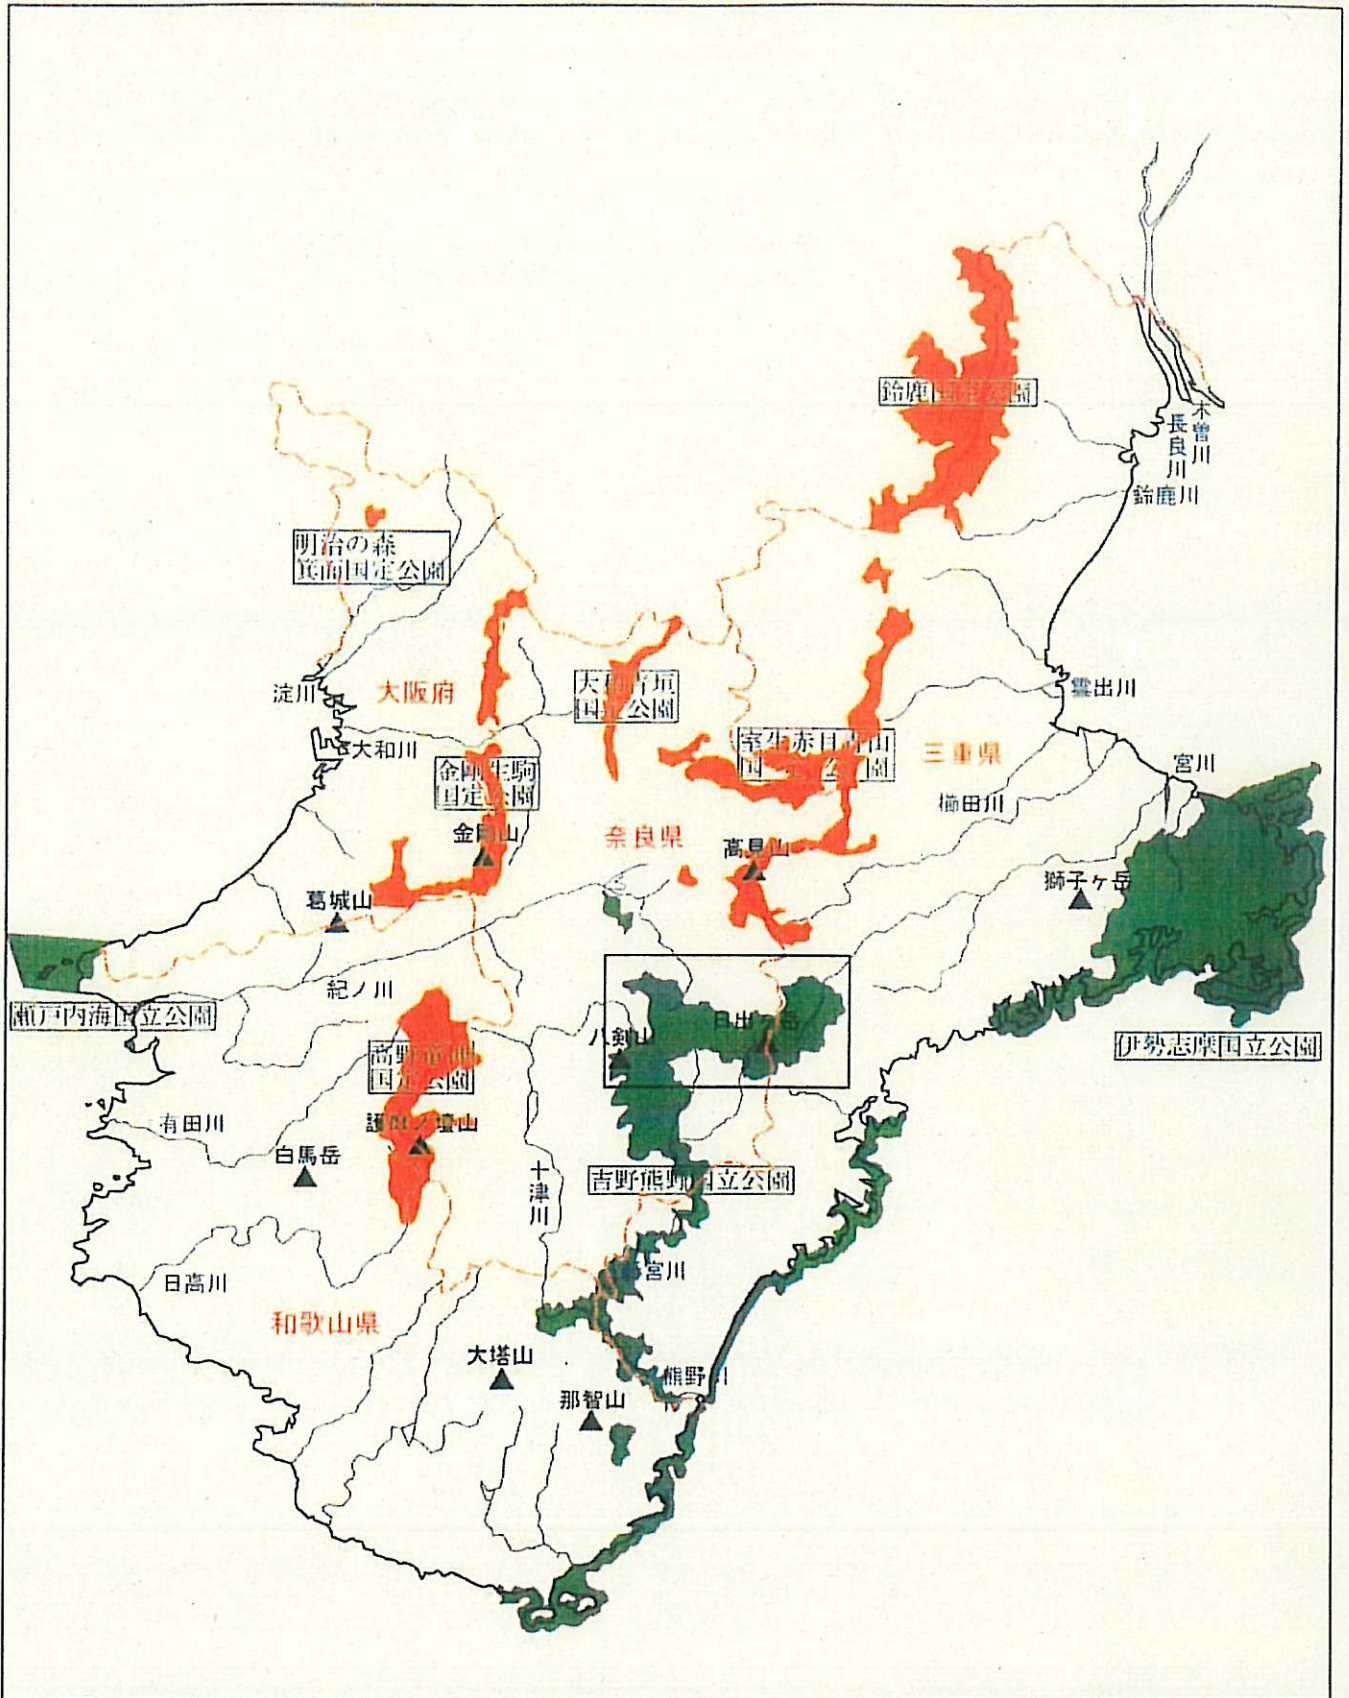 鈴鹿国定公園
木曽川
長良川
鈴鹿川
明治の森
箕面国定公園
淀川
大阪府
大和青垣
国定公園
雲出川
大和川
室生赤目青山
国定公園
三重県
宮川
金剛生駒
国定公園
櫛田川
金剛山
奈良県
高見山
獅子ヶ岳
葛城山
紀ノ川
瀬戸内海国立公園
日出ヶ岳
八剣山
伊勢志摩国立公園
高野龍神
国定公園
有田川
護摩ノ壇山
白馬岳
十津川
吉野熊野国立公園
日高川
宮川
和歌山県
大塔山
熊野川
那智山